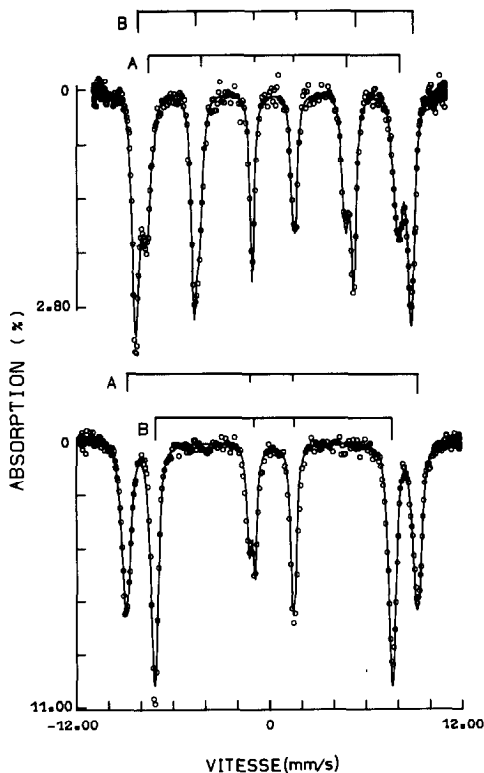 B
A
0
2.80
A
B
0
11.00
-12.00 0 12.00
ABSORPTION (%)
VITESSE(mm/s)